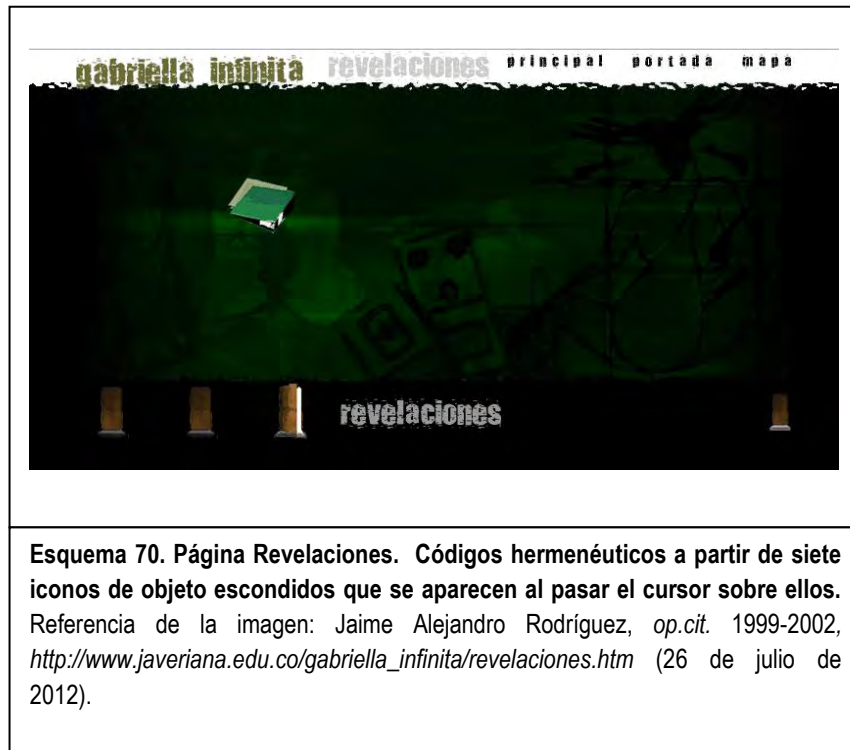 gabriella infinita revelaciones principal portada mapa
revelaciones
Esquema 70. Página Revelaciones. Códigos hermenéuticos a partir de siete
iconos de objeto escondidos que se aparecen al pasar el cursor sobre ellos.
Referencia de la imagen: Jaime Alejandro Rodríguez, op.cit. 1999-2002,
http://www.javeriana.edu.co/gabriella_infinita/revelaciones.htm (26 de julio de
2012).